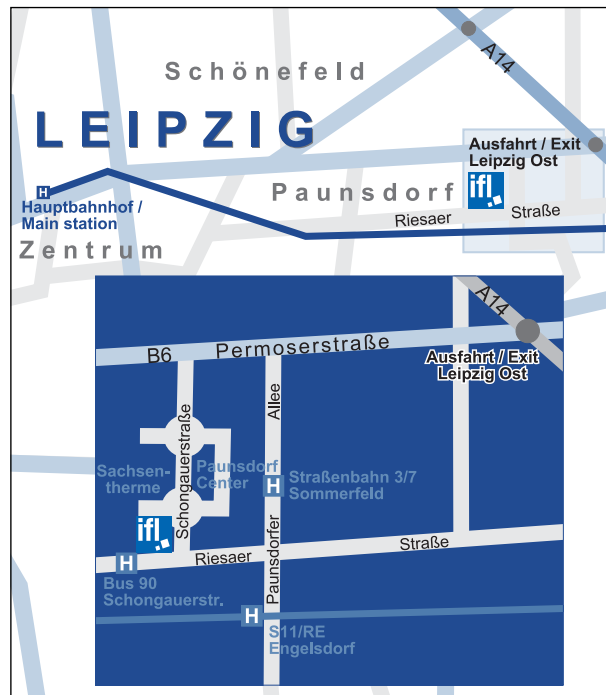 A14
Schönefeld
LEIPZIG
Ausfahrt / Exit
Leipzig Ost
ifl
Paunsdorf
H
Hauptbahnhof /
Main station
Riesaer Straße
Zentrum
A14
B6 Permoserstraße
Ausfahrt / Exit
Leipzig Ost
Allee
Schongauerstraße
Sachsen-
therme
Paunsdorf
Center
H
Straßenbahn 3/7
Sommerfeld
ifl
Paunsdorfer
Riesaer Straße
H
Bus 90
Schongauerstr.
H
S11/RE
Engelsdorf